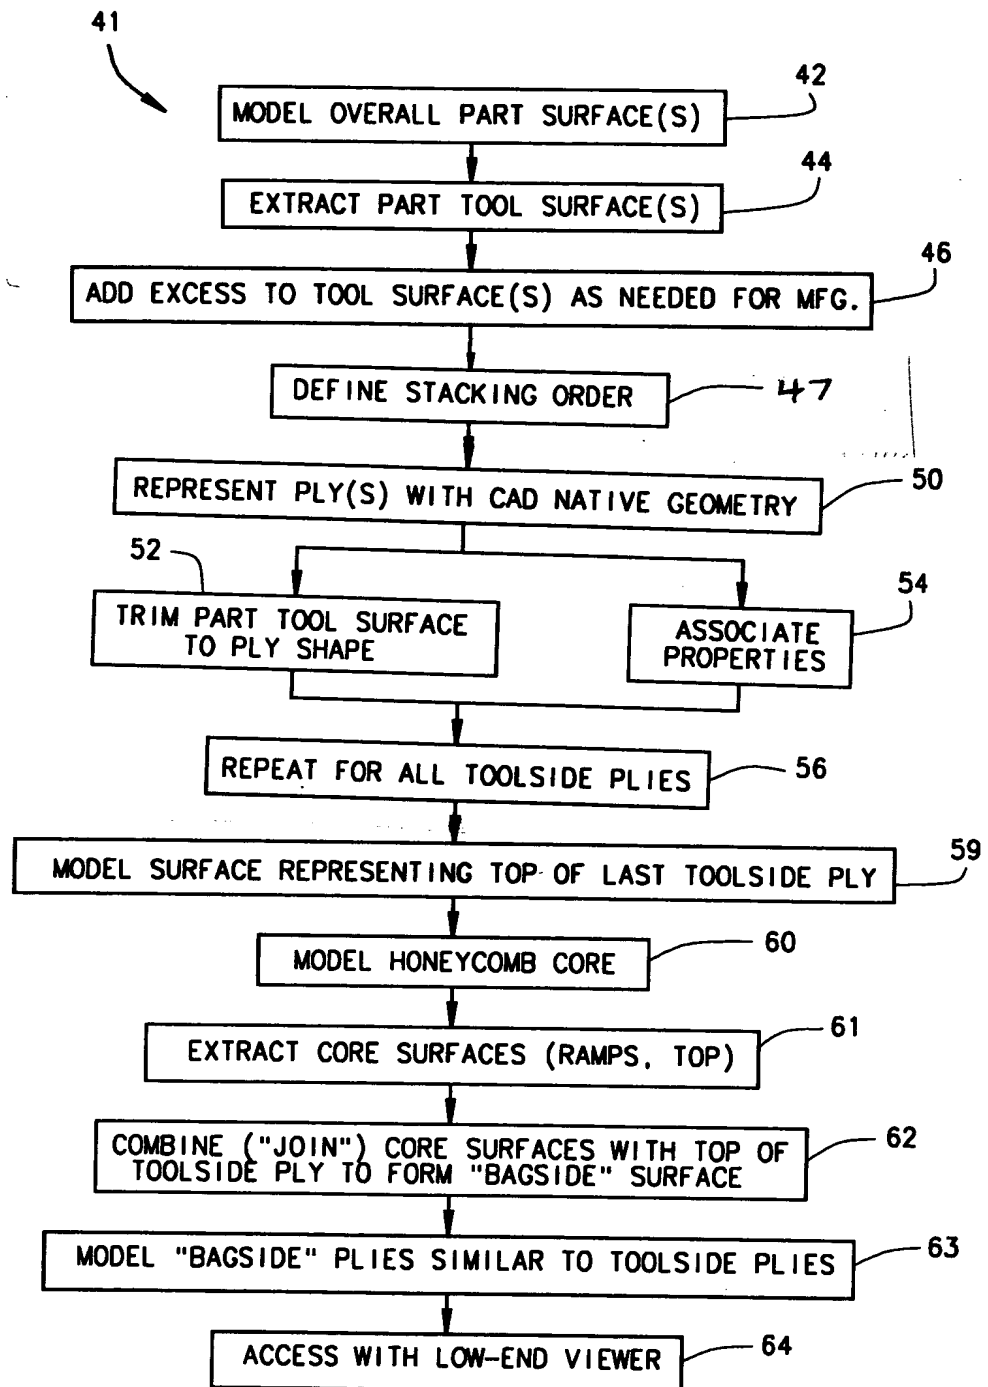 41
42
MODEL OVERALL PART SURFACE(S)
44
EXTRACT PART TOOL SURFACE(S)
46
ADD EXCESS TO TOOL SURFACE(S) AS NEEDED FOR MFG.
DEFINE STACKING ORDER
47
REPRESENT PLY(S) WITH CAD NATIVE GEOMETRY
50
52
TRIM PART TOOL SURFACE
TO PLY SHAPE
54
ASSOCIATE
PROPERTIES
REPEAT FOR ALL TOOLSIDE PLIES
56
MODEL SURFACE REPRESENTING TOP OF LAST TOOLSIDE PLY
59
MODEL HONEYCOMB CORE
60
EXTRACT CORE SURFACES (RAMPS, TOP)
61
COMBINE ("JOIN") CORE SURFACES WITH TOP OF
TOOLSIDE PLY TO FORM "BAGSIDE" SURFACE
62
MODEL "BAGSIDE" PLIES SIMILAR TO TOOLSIDE PLIES
63
ACCESS WITH LOW-END VIEWER
64